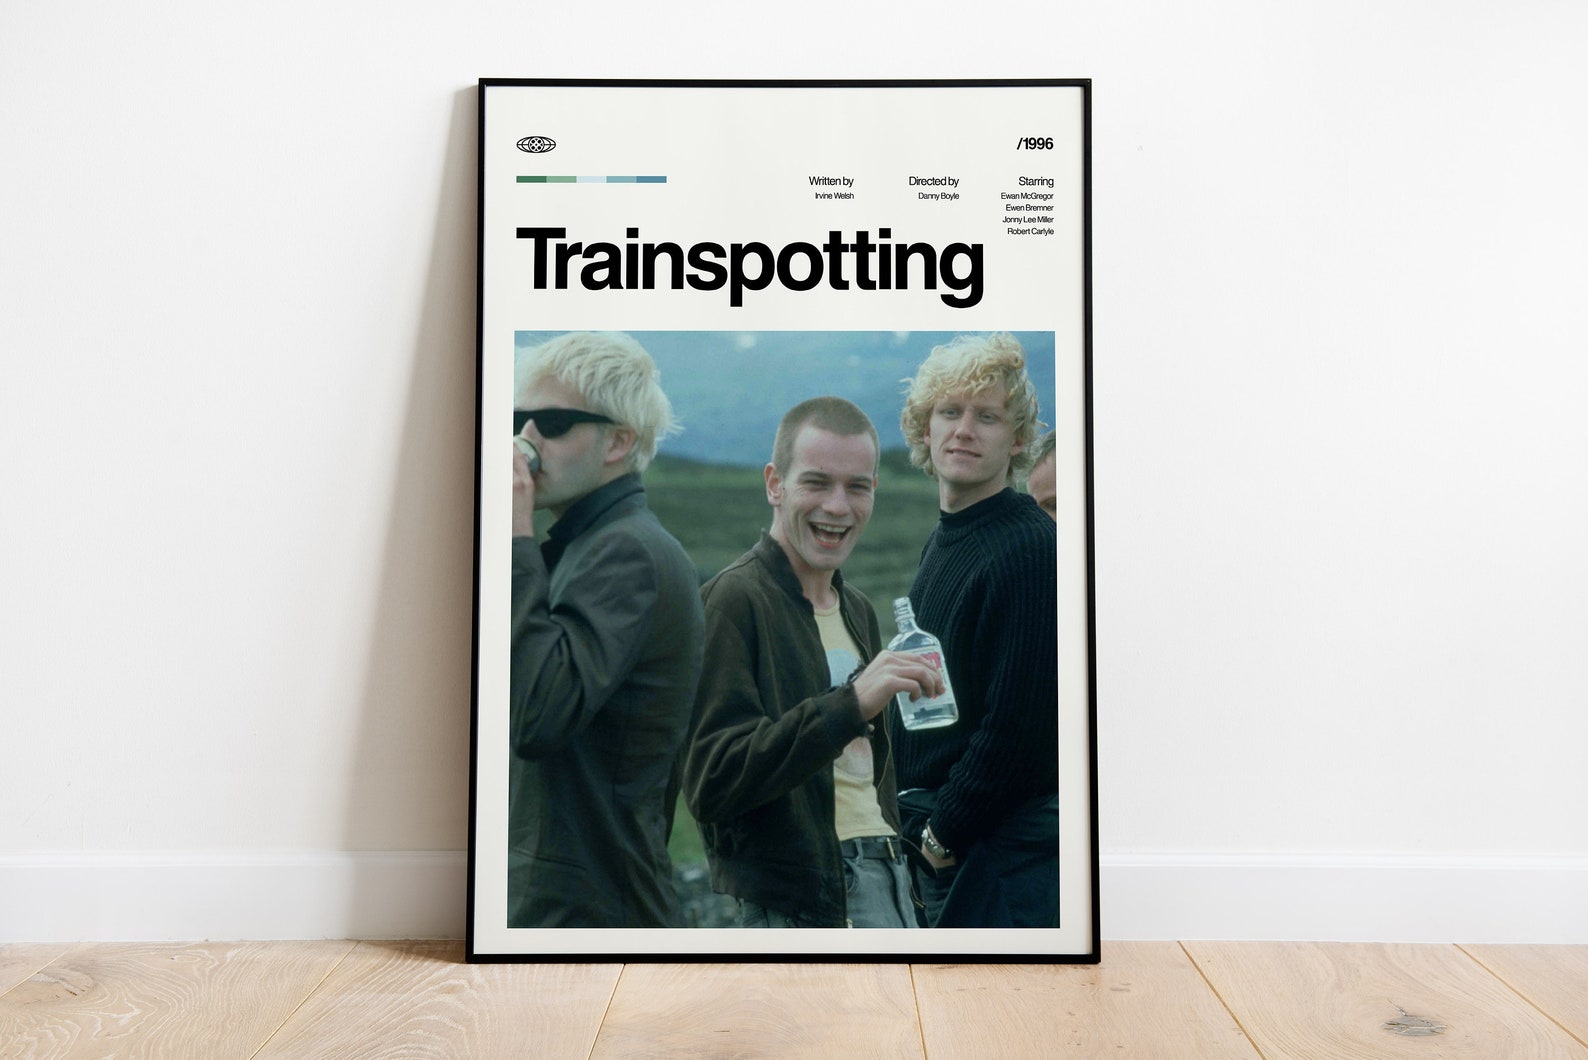 /1996
Written by
Irvine Welsh
Directed by
Danny Boyle
Starring
Ewan McGregor
Ewen Bremner
Jonny Lee Miller
Robert Carlyle
Trainspotting